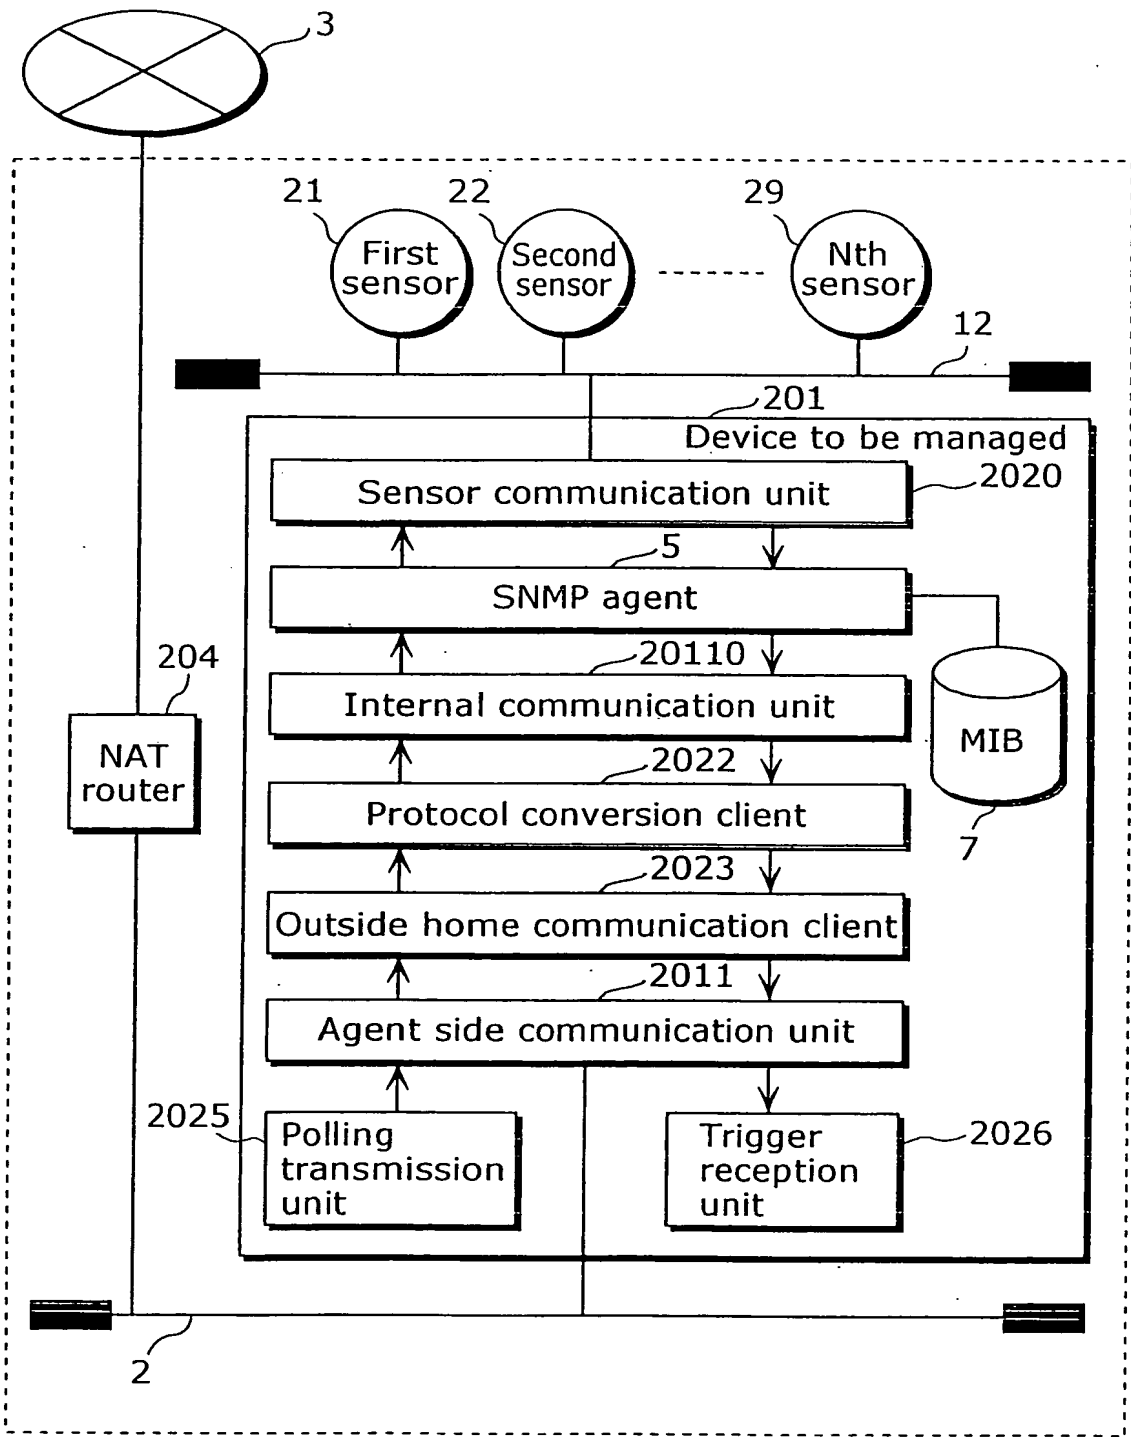 3
21
22
29
First
sensor
Second
sensor
Nth
sensor
12
201
Device to be managed
Sensor communication unit
2020
5
SNMP agent
20110
204
Internal communication unit
NAT
router
MIB
2022
Protocol conversion client
7
2023
Outside home communication client
2011
Agent side communication unit
2025
Polling
transmission
unit
Trigger
reception
unit
2026
2